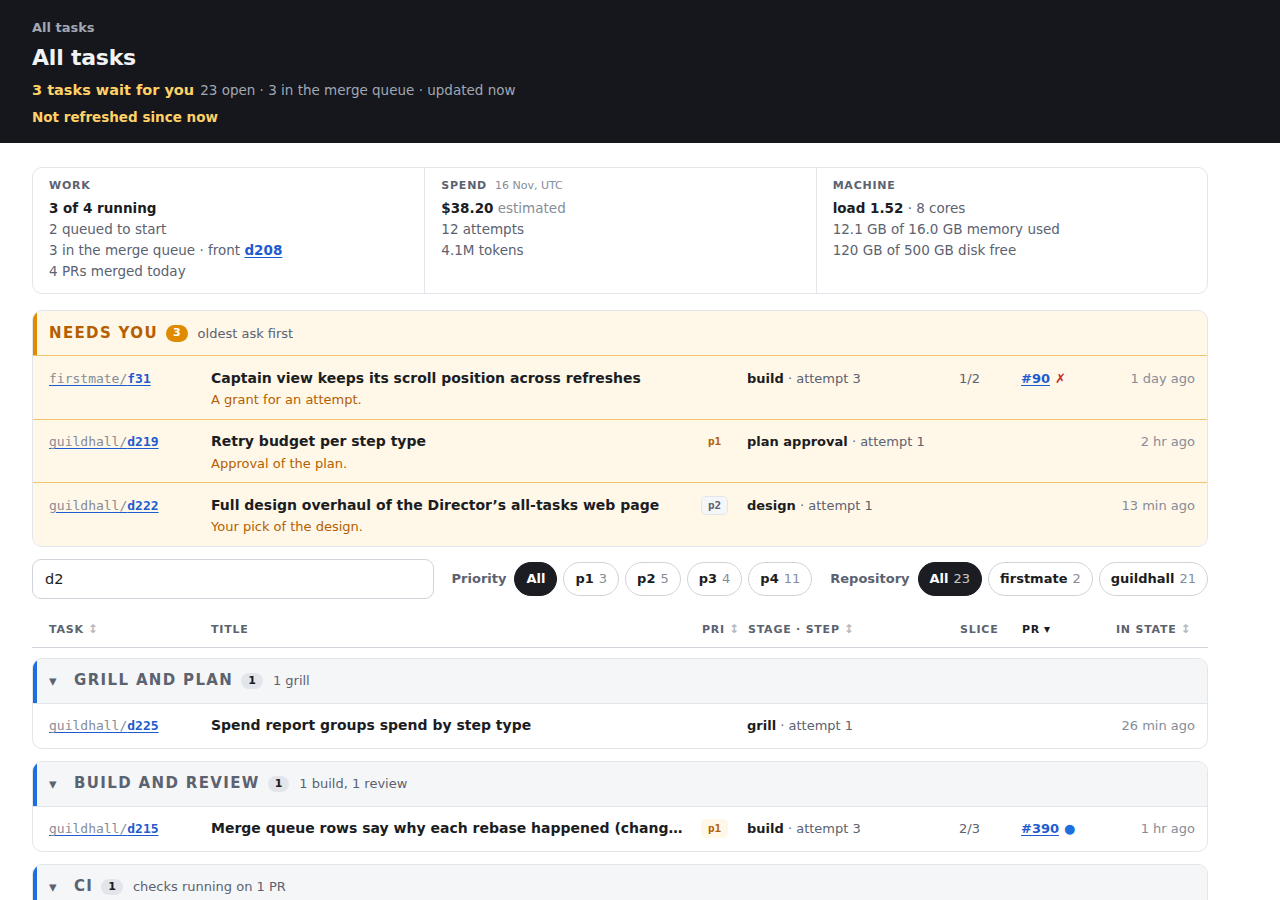 All tasks
All tasks
3 tasks wait for you 23 open · 3 in the merge queue · updated now
Not refreshed since now
WORK
3 of 4 running
2 queued to start
3 in the merge queue · front d208
4 PRs merged today
SPEND 16 Nov, UTC
$38.20 estimated
12 attempts
4.1M tokens
MACHINE
load 1.52 · 8 cores
12.1 GB of 16.0 GB memory used
120 GB of 500 GB disk free
NEEDS YOU 3 oldest ask first
firstmate/f31 Captain view keeps its scroll position across refreshes build · attempt 3 1/2 #90 ✗ 1 day ago
A grant for an attempt.
guildhall/d219 Retry budget per step type p1 plan approval · attempt 1 2 hr ago
Approval of the plan.
guildhall/d222 Full design overhaul of the Director’s all-tasks web page p2 design · attempt 1 13 min ago
Your pick of the design.
d2 Priority All p1 3 p2 5 p3 4 p4 11 Repository All 23 firstmate 2 guildhall 21
TASK ↕ TITLE PRI ↕ STAGE · STEP ↕ SLICE PR ▾ IN STATE ↕
▾ GRILL AND PLAN 1 1 grill
guildhall/d225 Spend report groups spend by step type grill · attempt 1 26 min ago
▾ BUILD AND REVIEW 1 1 build, 1 review
guildhall/d215 Merge queue rows say why each rebase happened (chang… p1 build · attempt 3 2/3 #390 ● 1 hr ago
▾ CI 1 checks running on 1 PR